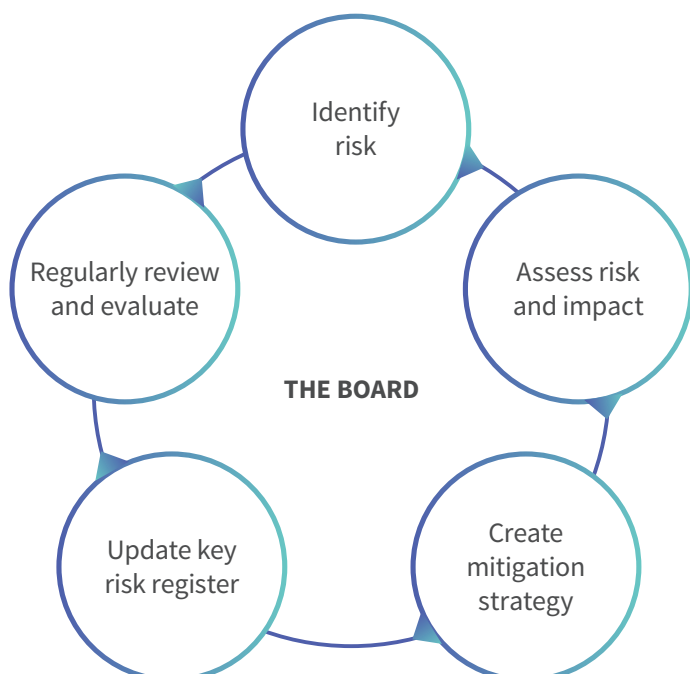 Identify
risk
Regularly review
and evaluate
Assess risk
and impact
THE BOARD
Update key
risk register
Create
mitigation
strategy